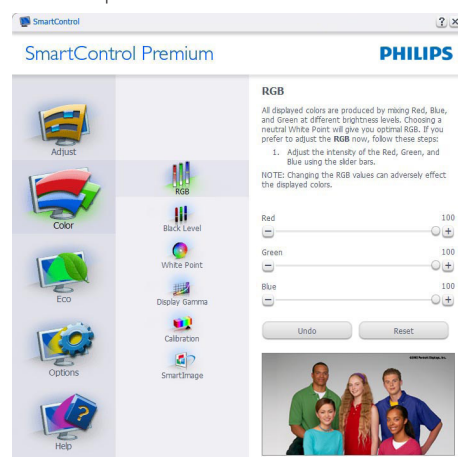 SmartControl
? x
SmartControl Premium
PHILIPS
Adjust
Color
Eco
Options
Help
RGB
Black Level
White Point
Display Gamma
Calibration
SmartImage
RGB
All displayed colors are produced by mixing Red, Blue,
and Green at different brightness levels. Choosing a
neutral White Point will give you optimal RGB. If you
prefer to adjust the RGB now, follow these steps:
1. Adjust the intensity of the Red, Green, and
Blue using the slider bars.
NOTE: Changing the RGB values can adversely effect
the displayed colors.
Red 100
Green 100
Blue 100
Undo Reset